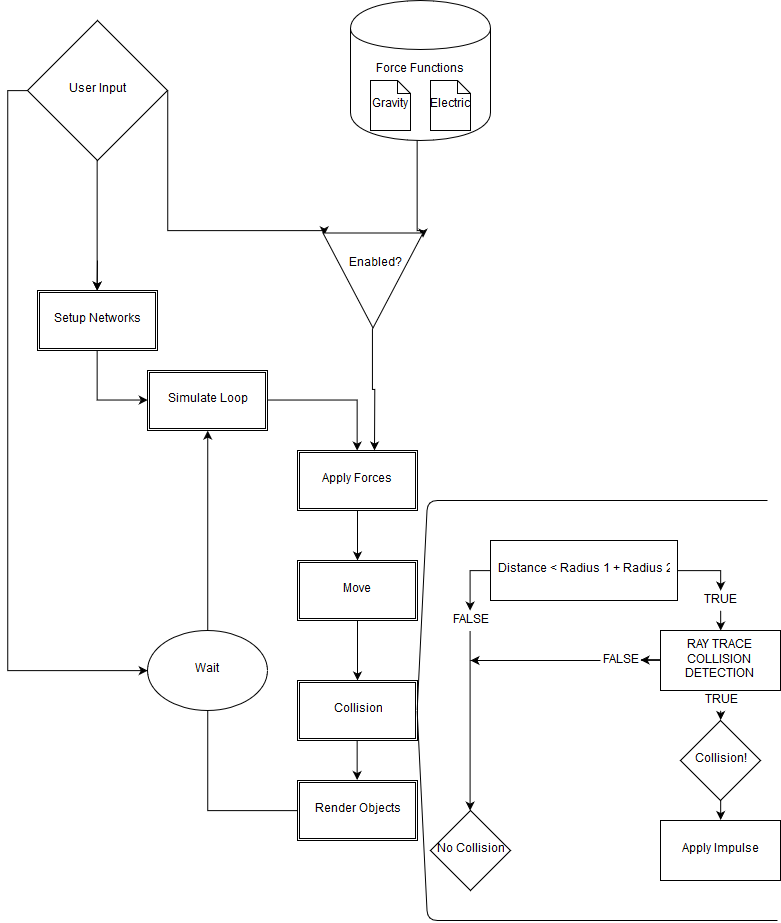 Force Functions
User Input
Gravity
Electric
Enabled?
Setup Networks
Simulate Loop
Apply Forces
Distance < Radius 1 + Radius 2
Move
TRUE
FALSE
RAY TRACE
COLLISION
DETECTION
FALSE
Wait
TRUE
Collision
Collision!
Render Objects
No Collision
Apply Impulse